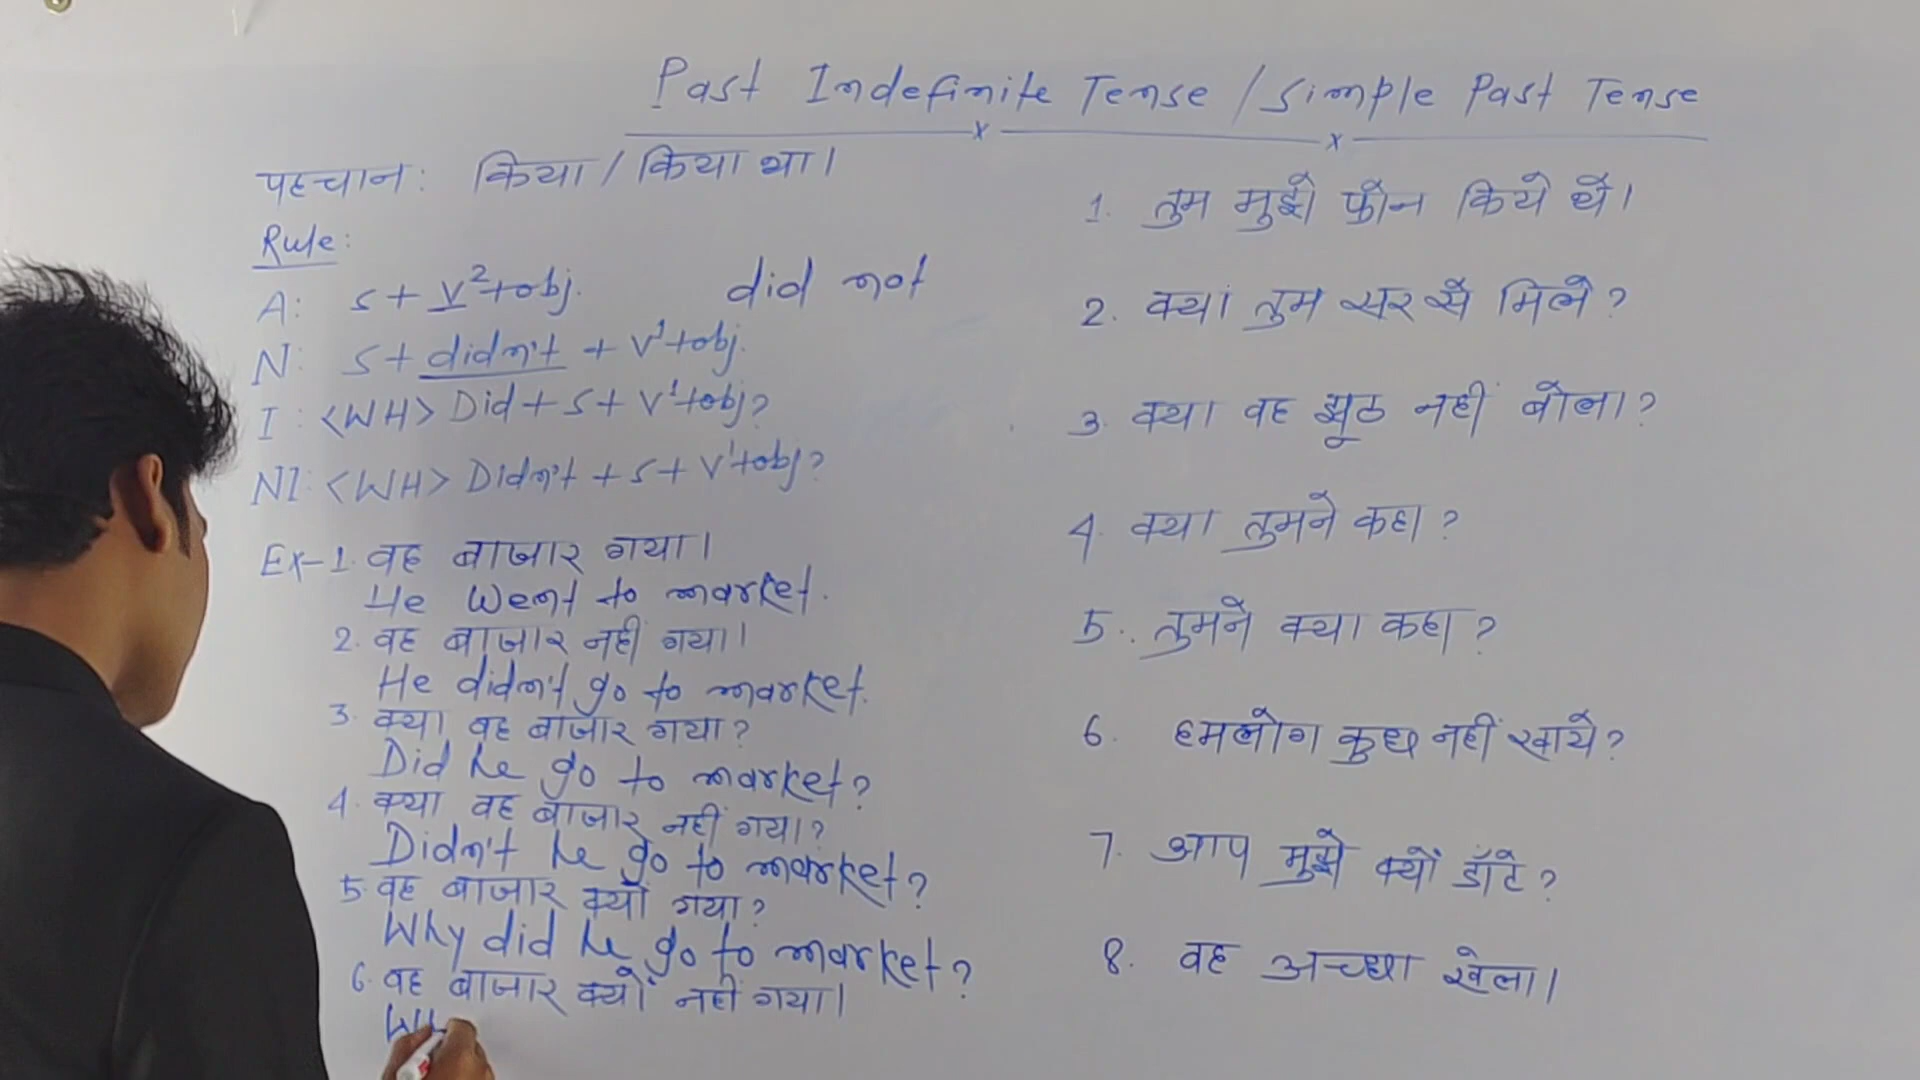 Past Indefinite Tense / Simple Past Tense
पहचान: किया / किया था।
Rule:
A: S + V²+obj.
did not
N: S + didn't + V¹+obj.
I: <WH> Did + S + V¹+obj?
NI: <WH> Didn't + S + V¹+obj?
Ex-1. वह बाजार गया।
He Went to market.
2. वह बाजार नहीं गया।
He didn't go to market.
3. क्या वह बाजार गया?
Did he go to market?
4. क्या वह बाजार नहीं गया?
Didn't he go to market?
5. वह बाजार क्यों गया?
Why did he go to market?
6. वह बाजार क्यों नहीं गया।
1. तुम मुझे फोन किये थे।
2. क्या तुम सर से मिले?
3. क्या वह झूठ नहीं बोला?
4. क्या तुमने कहा?
5. तुमने क्या कहा?
6. हमलोग कुछ नहीं खाये?
7. आप मुझे क्यों डाँटे?
8. वह अच्छा खेला।